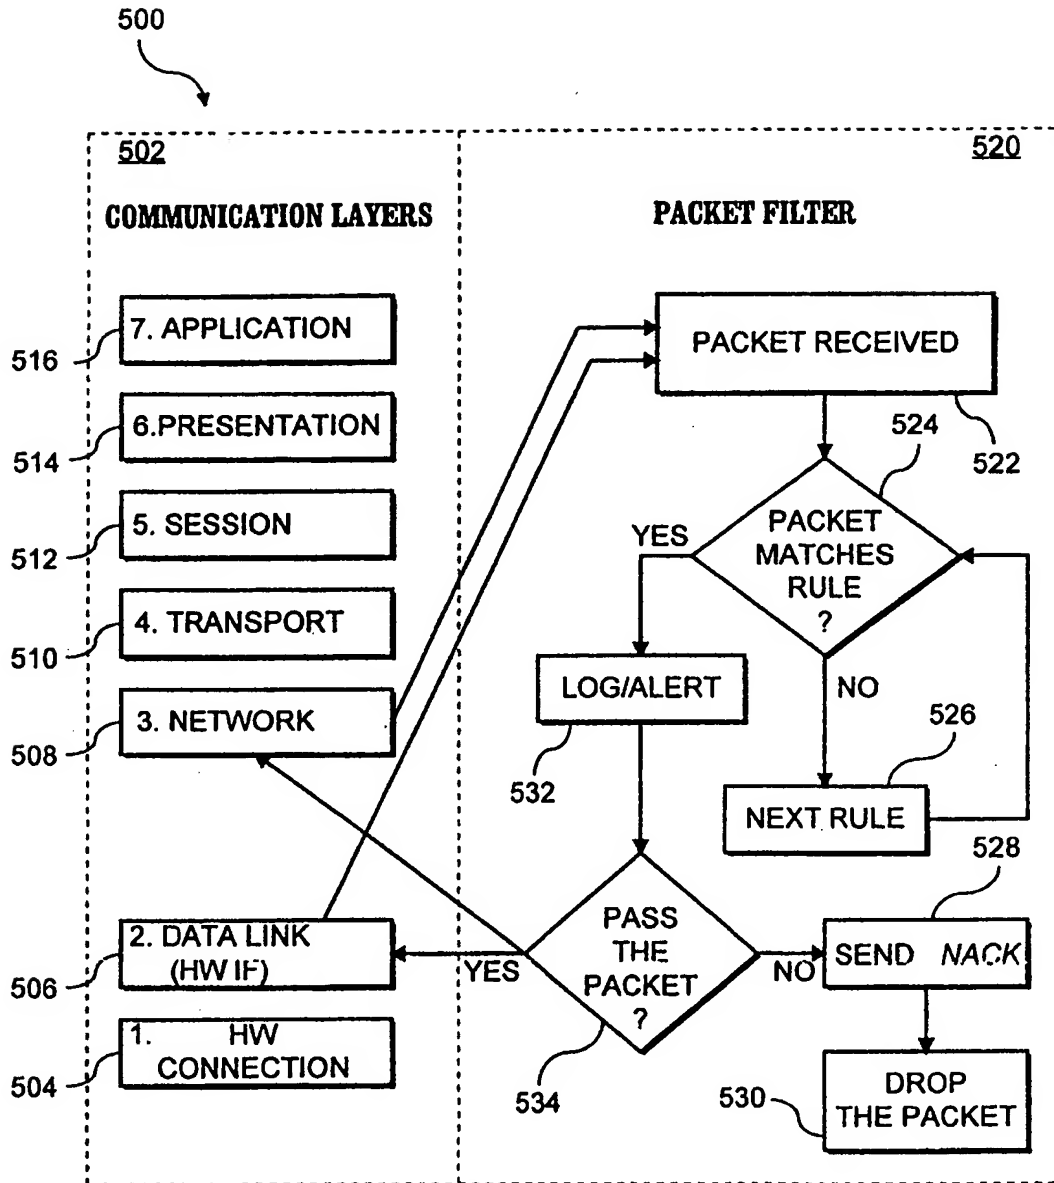 500
502
520
COMMUNICATION LAYERS
PACKET FILTER
7. APPLICATION
516
6.PRESENTATION
514
5. SESSION
512
4. TRANSPORT
510
3. NETWORK
508
2. DATA LINK
(HW IF)
506
1. HW
CONNECTION
504
PACKET RECEIVED
522
524
PACKET
MATCHES
RULE
?
YES
NO
LOG/ALERT
532
526
NEXT RULE
528
PASS
THE
PACKET
?
YES
NO
534
SEND NACK
530
DROP
THE PACKET